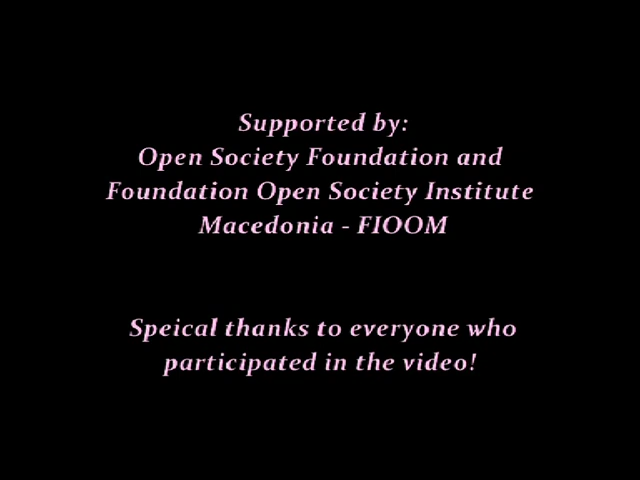 Supported by:
Open Society Foundation and
Foundation Open Society Institute
Macedonia - FIOOM
Speical thanks to everyone who
participated in the video!